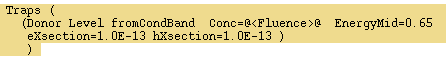 Traps (
(Donor Level fromCondBand Conc=@<Fluence>@ EnergyMid=0.65
eXsection=1.0E-13 hXsection=1.0E-13 )
)